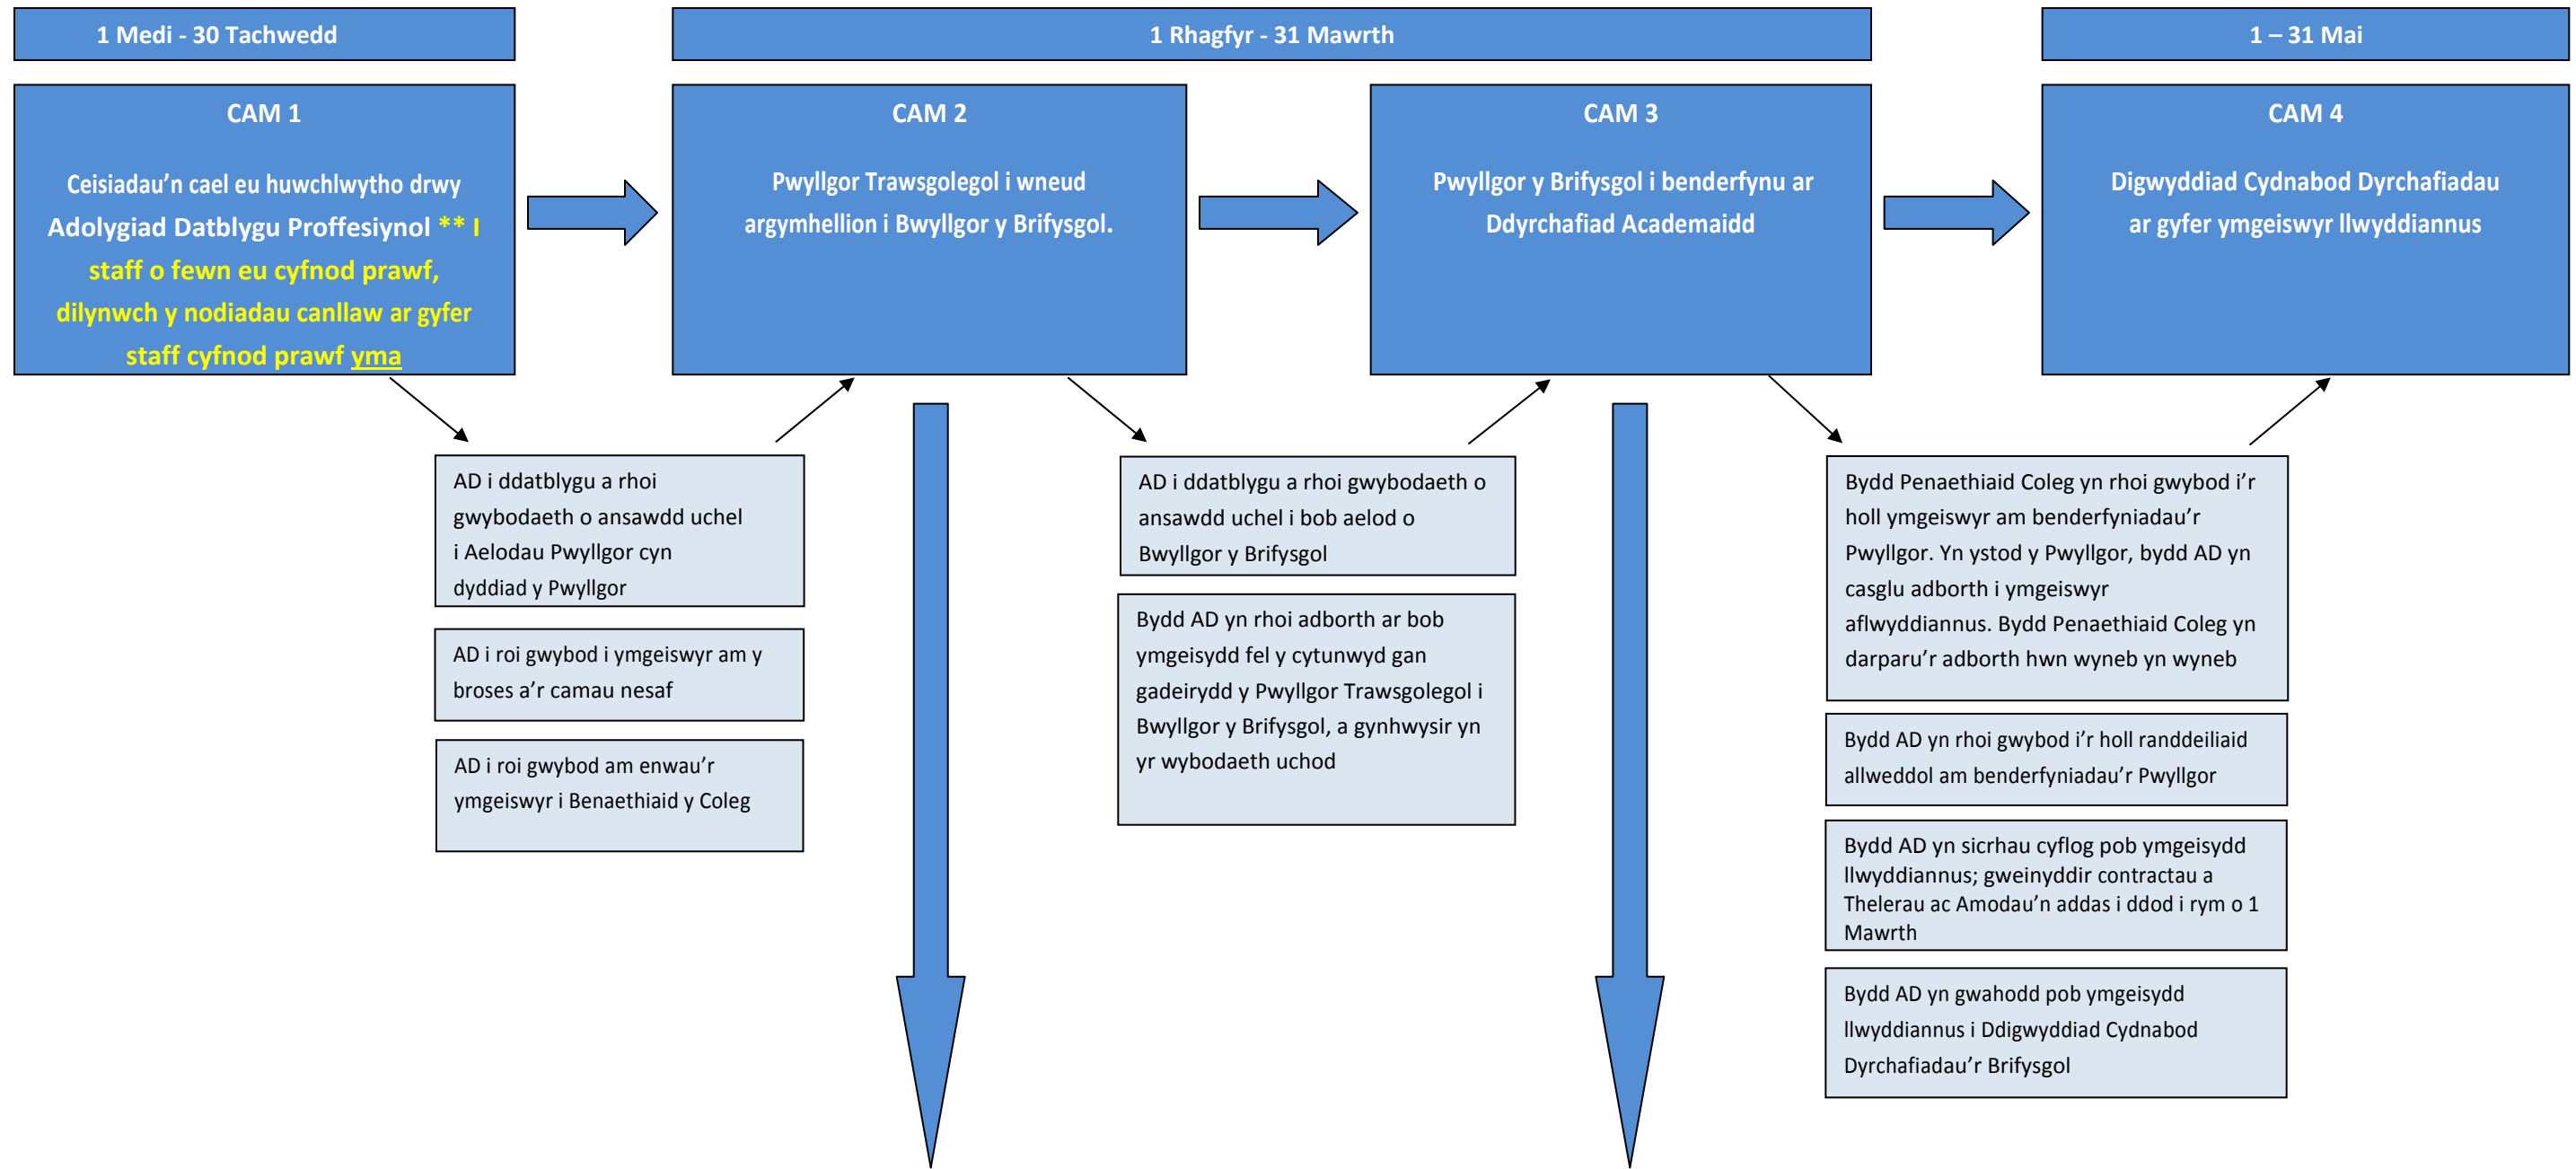 1 Medi - 30 Tachwedd
1 Rhagfyr - 31 Mawrth
1 – 31 Mai
CAM 1
Ceisiadau’n cael eu huwchlwytho drwy
Adolygiad Datblygu Proffesiynol ** I
staff o fewn eu cyfnod prawf,
dilynwch y nodiadau canllaw ar gyfer
staff cyfnod prawf yma
CAM 2
Pwyllgor Trawsgolegol i wneud
argymhellion i Bwyllgor y Brifysgol.
CAM 3
Pwyllgor y Brifysgol i benderfynu ar
Ddyrchafiad Academaidd
CAM 4
Digwyddiad Cydnabod Dyrchafiadau
ar gyfer ymgeiswyr llwyddiannus
AD i ddatblygu a rhoi
gwybodaeth o ansawdd uchel
i Aelodau Pwyllgor cyn
dyddiad y Pwyllgor
AD i roi gwybod i ymgeiswyr am y
broses a’r camau nesaf
AD i roi gwybod am enwau’r
ymgeiswyr i Benaethiaid y Coleg
AD i ddatblygu a rhoi gwybodaeth o
ansawdd uchel i bob aelod o
Bwyllgor y Brifysgol
Bydd AD yn rhoi adborth ar bob
ymgeisydd fel y cytunwyd gan
gadeirydd y Pwyllgor Trawsgolegol i
Bwyllgor y Brifysgol, a gynhwysir yn
yr wybodaeth uchod
Bydd Penaethiaid Coleg yn rhoi gwybod i’r
holl ymgeiswyr am benderfyniadau’r
Pwyllgor. Yn ystod y Pwyllgor, bydd AD yn
casglu adborth i ymgeiswyr
aflwyddiannus. Bydd Penaethiaid Coleg yn
darparu’r adborth hwn wyneb yn wyneb
Bydd AD yn rhoi gwybod i’r holl randdeiliaid
allweddol am benderfyniadau’r Pwyllgor
Bydd AD yn sicrhau cyflog pob ymgeisydd
llwyddiannus; gweinyddir contractau a
Thelerau ac Amodau’n addas i ddod i rym o 1
Mawrth
Bydd AD yn gwahodd pob ymgeisydd
llwyddiannus i Ddigwyddiad Cydnabod
Dyrchafiadau’r Brifysgol